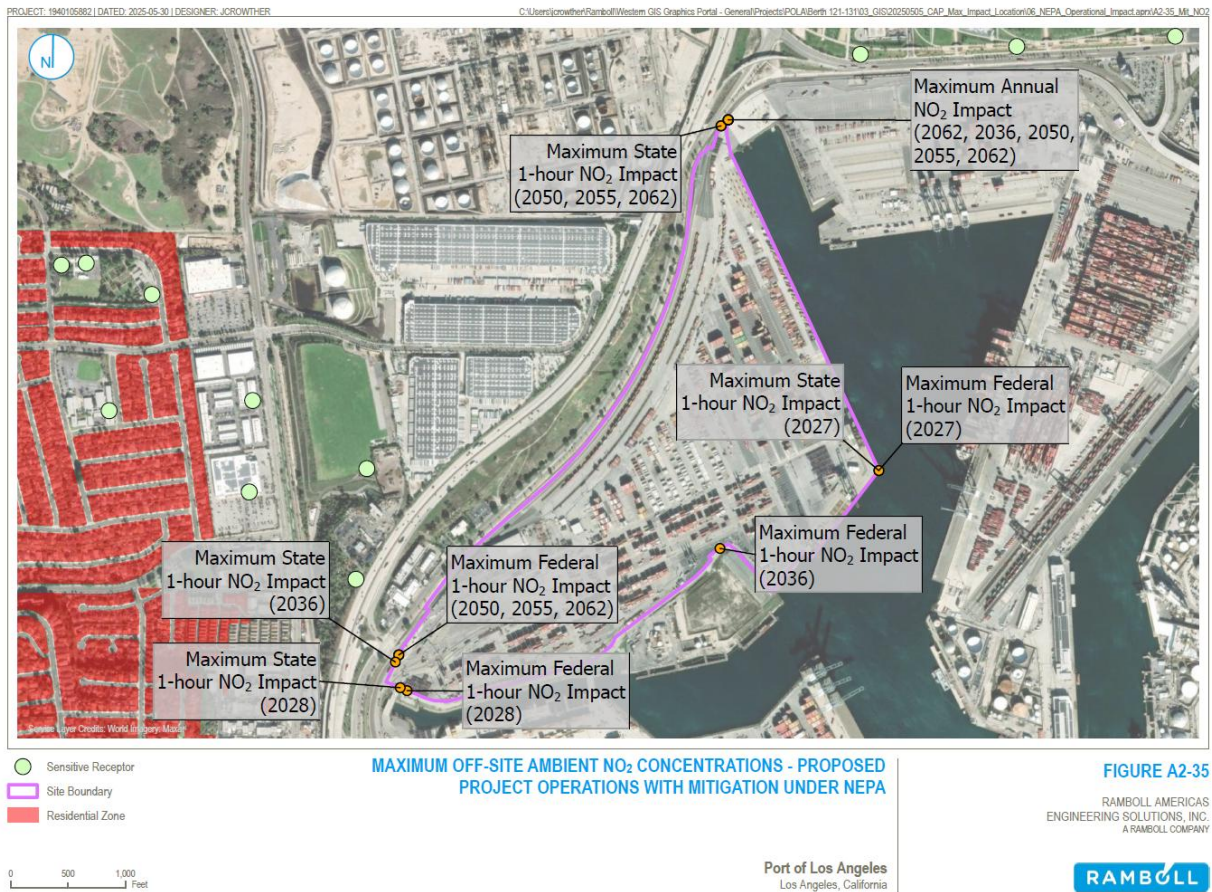 PROJECT: 1940105882 | DATED: 2025-05-30 | DESIGNER: JCROWTHER
C:\Users\jcrowther\Ramboll\Western GIS Graphics Portal - General\Projects\POLA\Berth 121-131\03_GIS\20250505_CAP_Max_Impact_Location\06_NEPA_Operational_Impact.aprx\A2-35_Mit_NO2
N
Maximum Annual
NO₂ Impact
(2062, 2036, 2050,
2055, 2062)
Maximum State
1-hour NO₂ Impact
(2050, 2055, 2062)
Maximum State
1-hour NO₂ Impact
(2027)
Maximum Federal
1-hour NO₂ Impact
(2027)
Maximum Federal
1-hour NO₂ Impact
(2036)
Maximum State
1-hour NO₂ Impact
(2036)
Maximum Federal
1-hour NO₂ Impact
(2050, 2055, 2062)
Maximum State
1-hour NO₂ Impact
(2028)
Maximum Federal
1-hour NO₂ Impact
(2028)
Service Layer Credits: World Imagery: Maxar
Sensitive Receptor
Site Boundary
Residential Zone
0 500 1,000
Feet
MAXIMUM OFF-SITE AMBIENT NO₂ CONCENTRATIONS - PROPOSED
PROJECT OPERATIONS WITH MITIGATION UNDER NEPA
Port of Los Angeles
Los Angeles, California
FIGURE A2-35
RAMBOLL AMERICAS
ENGINEERING SOLUTIONS, INC.
A RAMBOLL COMPANY
RAMBOLL